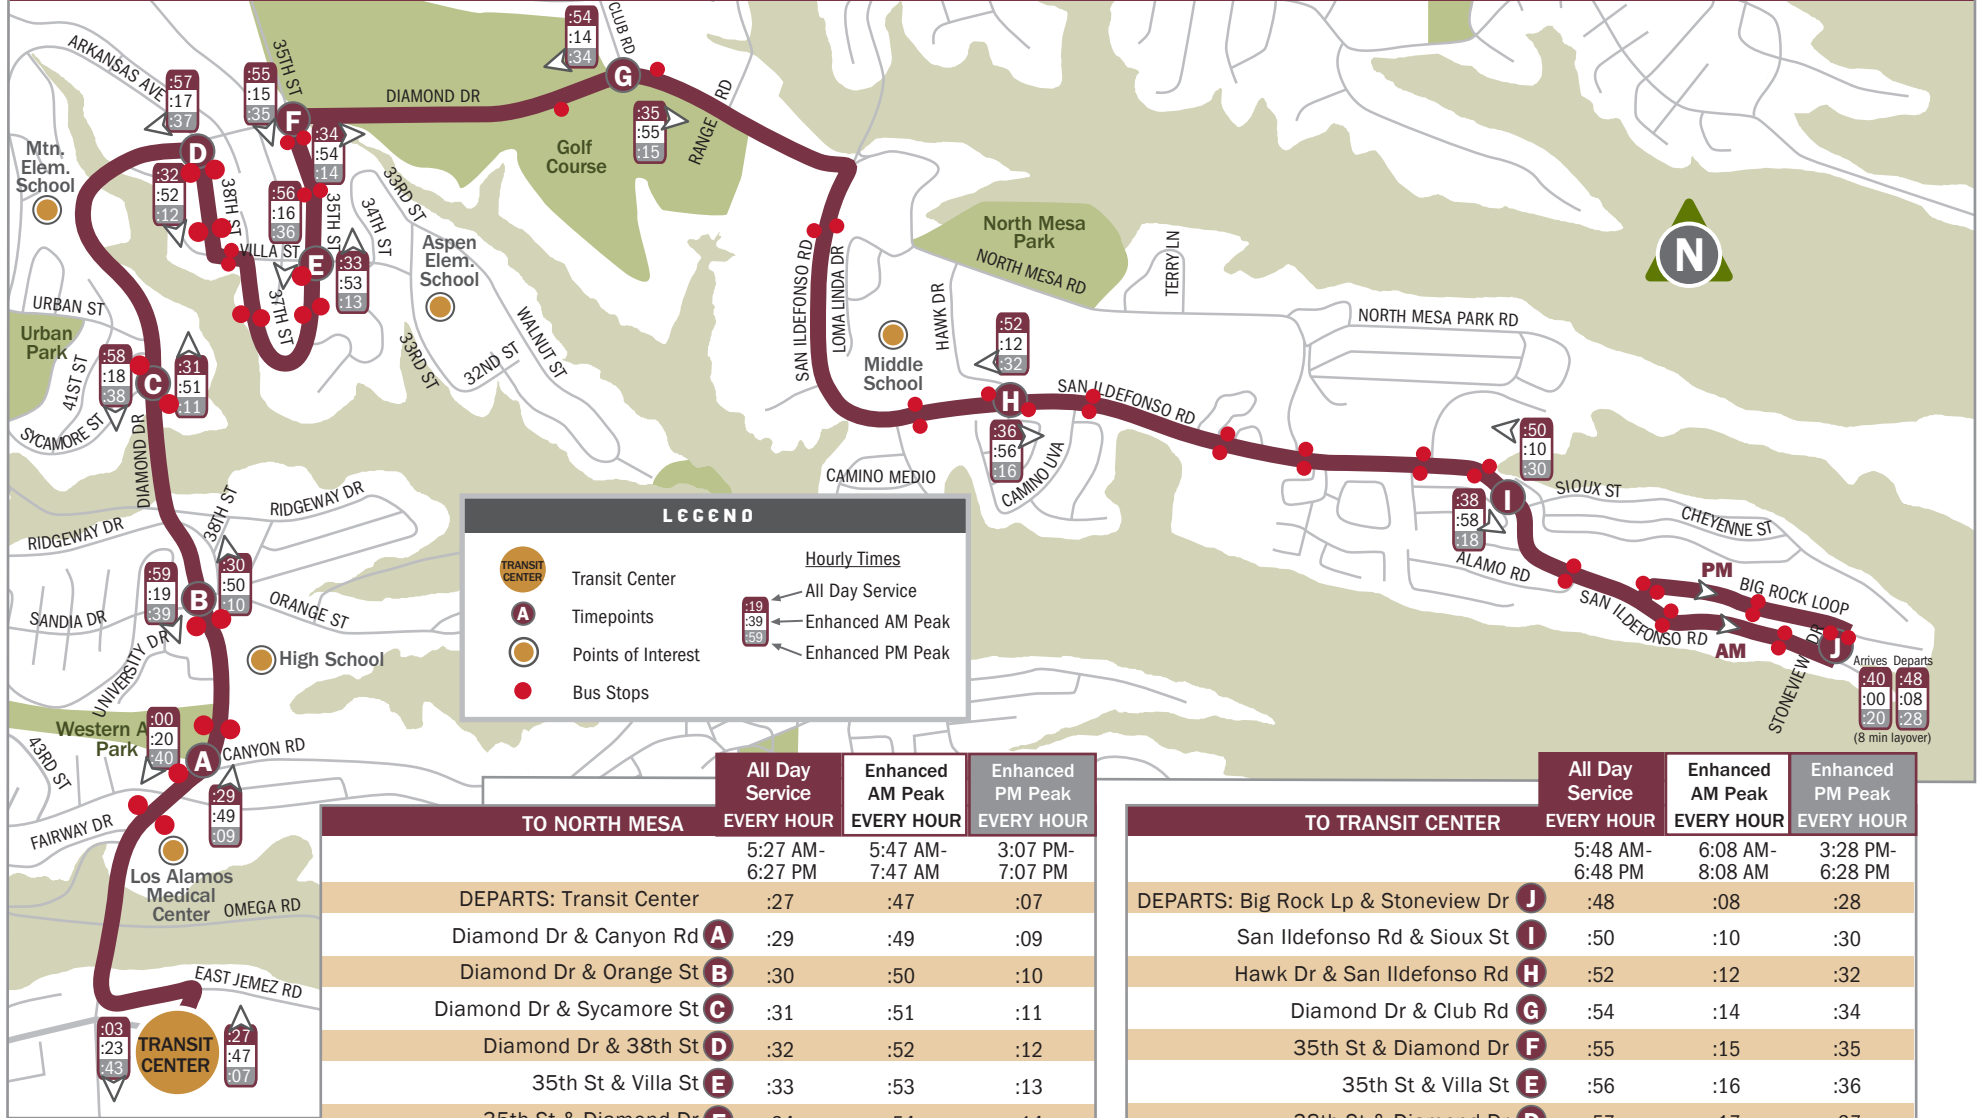 ARKANSAS AVE
:57
:17
:37
:55
:15
:35
35TH ST
DIAMOND DR
:54
:14
:34
CLUB RD
G
F
D
:34
:54
:14
:35
:55
:15
RANGE RD
Golf
Course
Mtn.
Elem.
School
:32
:52
:12
38TH ST
:56
:16
:36
35TH ST
34TH ST
33RD ST
VILLA ST
E
:33
:53
:13
37TH ST
Aspen
Elem.
School
WALNUT ST
33RD ST
32ND ST
SAN ILDEFONSO RD
LOMA LINDA DR
North Mesa
Park
NORTH MESA RD
TERRY LN
N
HAWK DR
Middle
School
:52
:12
:32
H
:36
:56
:16
SAN ILDEFONSO RD
NORTH MESA PARK RD
CAMINO MEDIO
CAMINO UVA
:50
:10
:30
I
:38
:58
:18
SIOUX ST
CHEYENNE ST
ALAMO RD
PM
BIG ROCK LOOP
SAN ILDEFONSO RD
AM
STONEVIEW DR
J
Arrives Departs
:40 :48
:00 :08
:20 :28
(8 min layover)
URBAN ST
Urban
Park
41ST ST
:58
:18
:38
C
:31
:51
:11
SYCAMORE ST
DIAMOND DR
38TH ST
RIDGEWAY DR
RIDGEWAY DR
:59
:19
:39
B
:30
:50
:10
SANDIA DR
ORANGE ST
UNIVERSITY DR
High School
Western A
Park
:00
:20
:40
A
CANYON RD
43RD ST
:29
:49
:09
FAIRWAY DR
Los Alamos
Medical
Center
OMEGA RD
EAST JEMEZ RD
:03
:23
:43
TRANSIT
CENTER
:27
:47
:07
LEGEND
TRANSIT
CENTER
Transit Center
A
Timepoints
Points of Interest
Bus Stops
Hourly Times
:19
:39
:59
All Day Service
Enhanced AM Peak
Enhanced PM Peak
TO NORTH MESA
All Day
Service
EVERY HOUR
Enhanced
AM Peak
EVERY HOUR
Enhanced
PM Peak
EVERY HOUR
5:27 AM-
6:27 PM
5:47 AM-
7:47 AM
3:07 PM-
7:07 PM
DEPARTS: Transit Center :27 :47 :07
Diamond Dr & Canyon Rd A :29 :49 :09
Diamond Dr & Orange St B :30 :50 :10
Diamond Dr & Sycamore St C :31 :51 :11
Diamond Dr & 38th St D :32 :52 :12
35th St & Villa St E :33 :53 :13
TO TRANSIT CENTER
All Day
Service
EVERY HOUR
Enhanced
AM Peak
EVERY HOUR
Enhanced
PM Peak
EVERY HOUR
5:48 AM-
6:48 PM
6:08 AM-
8:08 AM
3:28 PM-
6:28 PM
DEPARTS: Big Rock Lp & Stoneview Dr J :48 :08 :28
San Ildefonso Rd & Sioux St I :50 :10 :30
Hawk Dr & San Ildefonso Rd H :52 :12 :32
Diamond Dr & Club Rd G :54 :14 :34
35th St & Diamond Dr F :55 :15 :35
35th St & Villa St E :56 :16 :36